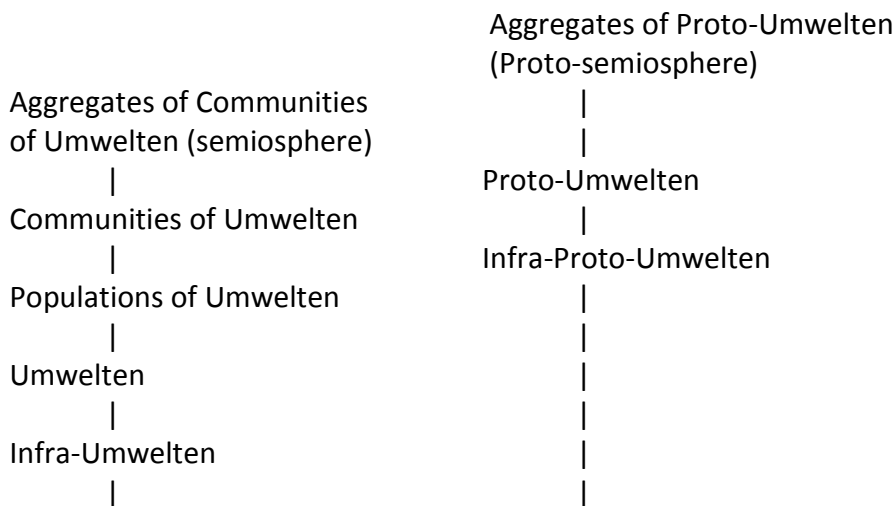 Aggregates of Proto-Umwelten
(Proto-semiosphere)
Aggregates of Communities
of Umwelten (semiosphere)
Proto-Umwelten
Communities of Umwelten
Infra-Proto-Umwelten
Populations of Umwelten
Umwelten
Infra-Umwelten